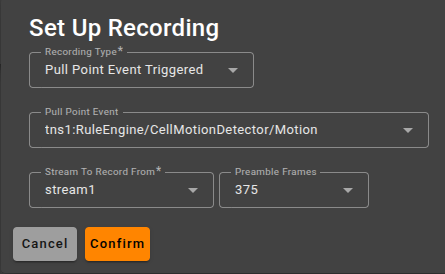 Set Up Recording
Recording Type*
Pull Point Event Triggered
Pull Point Event
tns1:RuleEngine/CellMotionDetector/Motion
Stream To Record From* Preamble Frames
stream1 375
Cancel Confirm